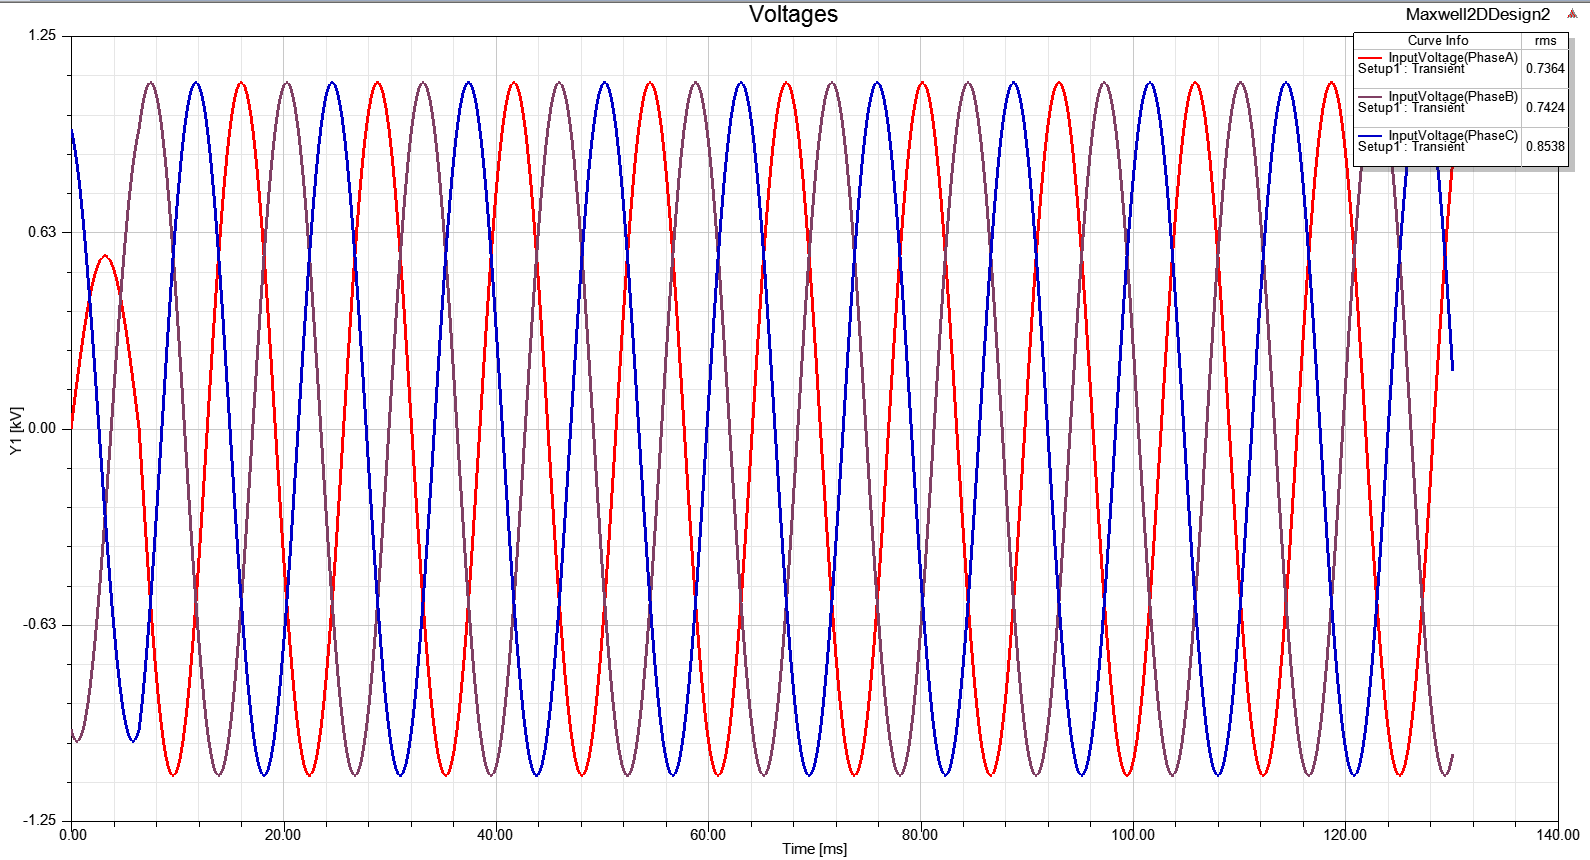 Voltages
Maxwell2DDesign2
Curve Info rms
InputVoltage(PhaseA)
Setup1 : Transient 0.7364
InputVoltage(PhaseB)
Setup1 : Transient 0.7424
InputVoltage(PhaseC)
Setup1 : Transient 0.8538
1.25
0.63
0.00
-0.63
-1.25
Y1 [kV]
0.00 20.00 40.00 60.00 80.00 100.00 120.00 140.00
Time [ms]